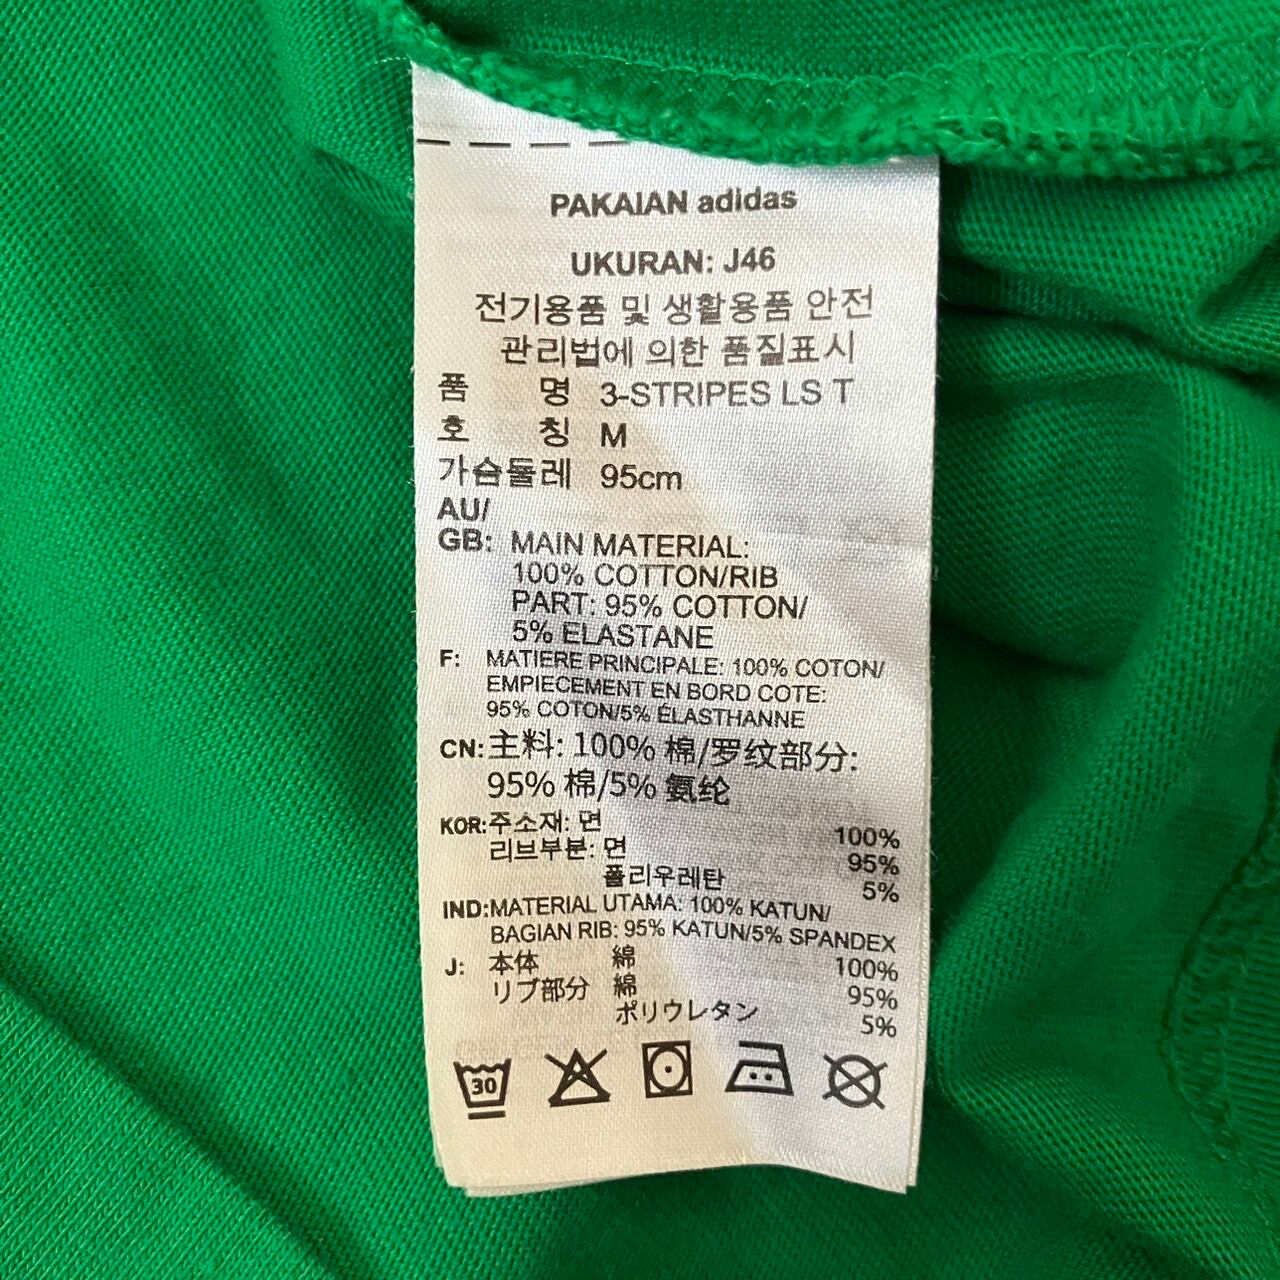 PAKAIAN adidas
UKURAN: J46
전기용품 및 생활용품 안전
관리법에 의한 품질표시
품 명 3-STRIPES LS T
호 칭 M
가슴둘레 95cm
AU/
GB: MAIN MATERIAL:
100% COTTON/RIB
PART: 95% COTTON/
5% ELASTANE
F: MATIERE PRINCIPALE: 100% COTON/
EMPIECEMENT EN BORD COTE:
95% COTON/5% ÉLASTHANNE
CN: 主料: 100% 棉/罗纹部分:
95% 棉/5% 氨纶
KOR: 주소재: 면 100%
리브부분: 면 95%
폴리우레탄 5%
IND: MATERIAL UTAMA: 100% KATUN/
BAGIAN RIB: 95% KATUN/5% SPANDEX
J: 本体 綿 100%
リブ部分 綿 95%
ポリウレタン 5%
30